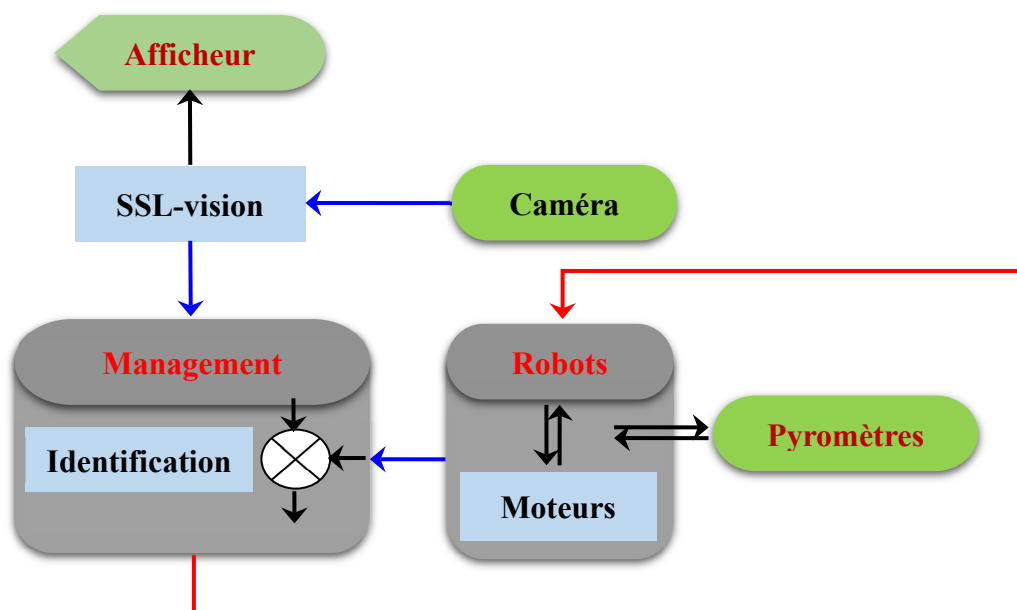 Afficheur
SSL-vision
Caméra
Management
Robots
Identification
Pyromètres
Moteurs